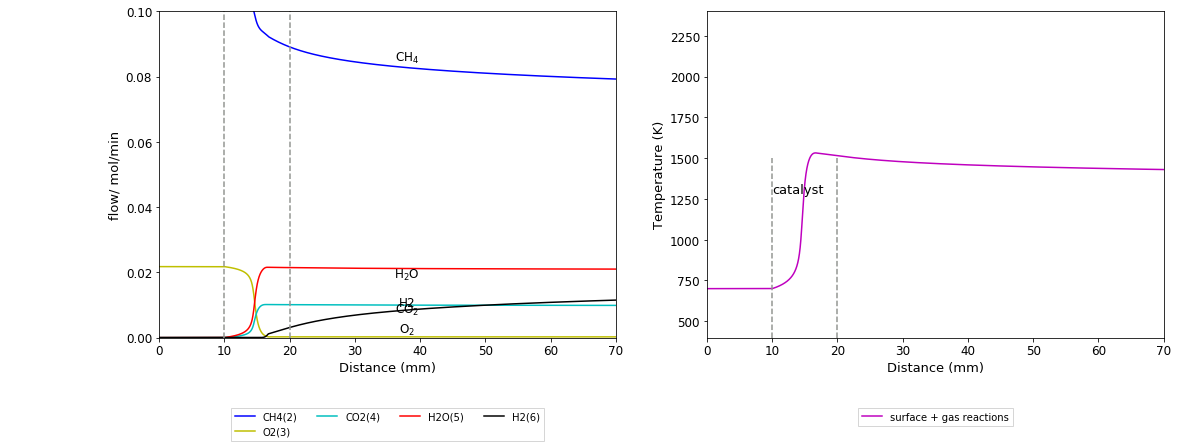 0.10
0.08
0.06
0.04
0.02
0.00
flow/ mol/min
CH4
H2O
H2
CO2
O2
0 10 20 30 40 50 60 70
Distance (mm)
CH4(2) CO2(4) H2O(5) H2(6)
O2(3)
2250
2000
1750
1500
1250
1000
750
500
Temperature (K)
catalyst
0 10 20 30 40 50 60 70
Distance (mm)
surface + gas reactions